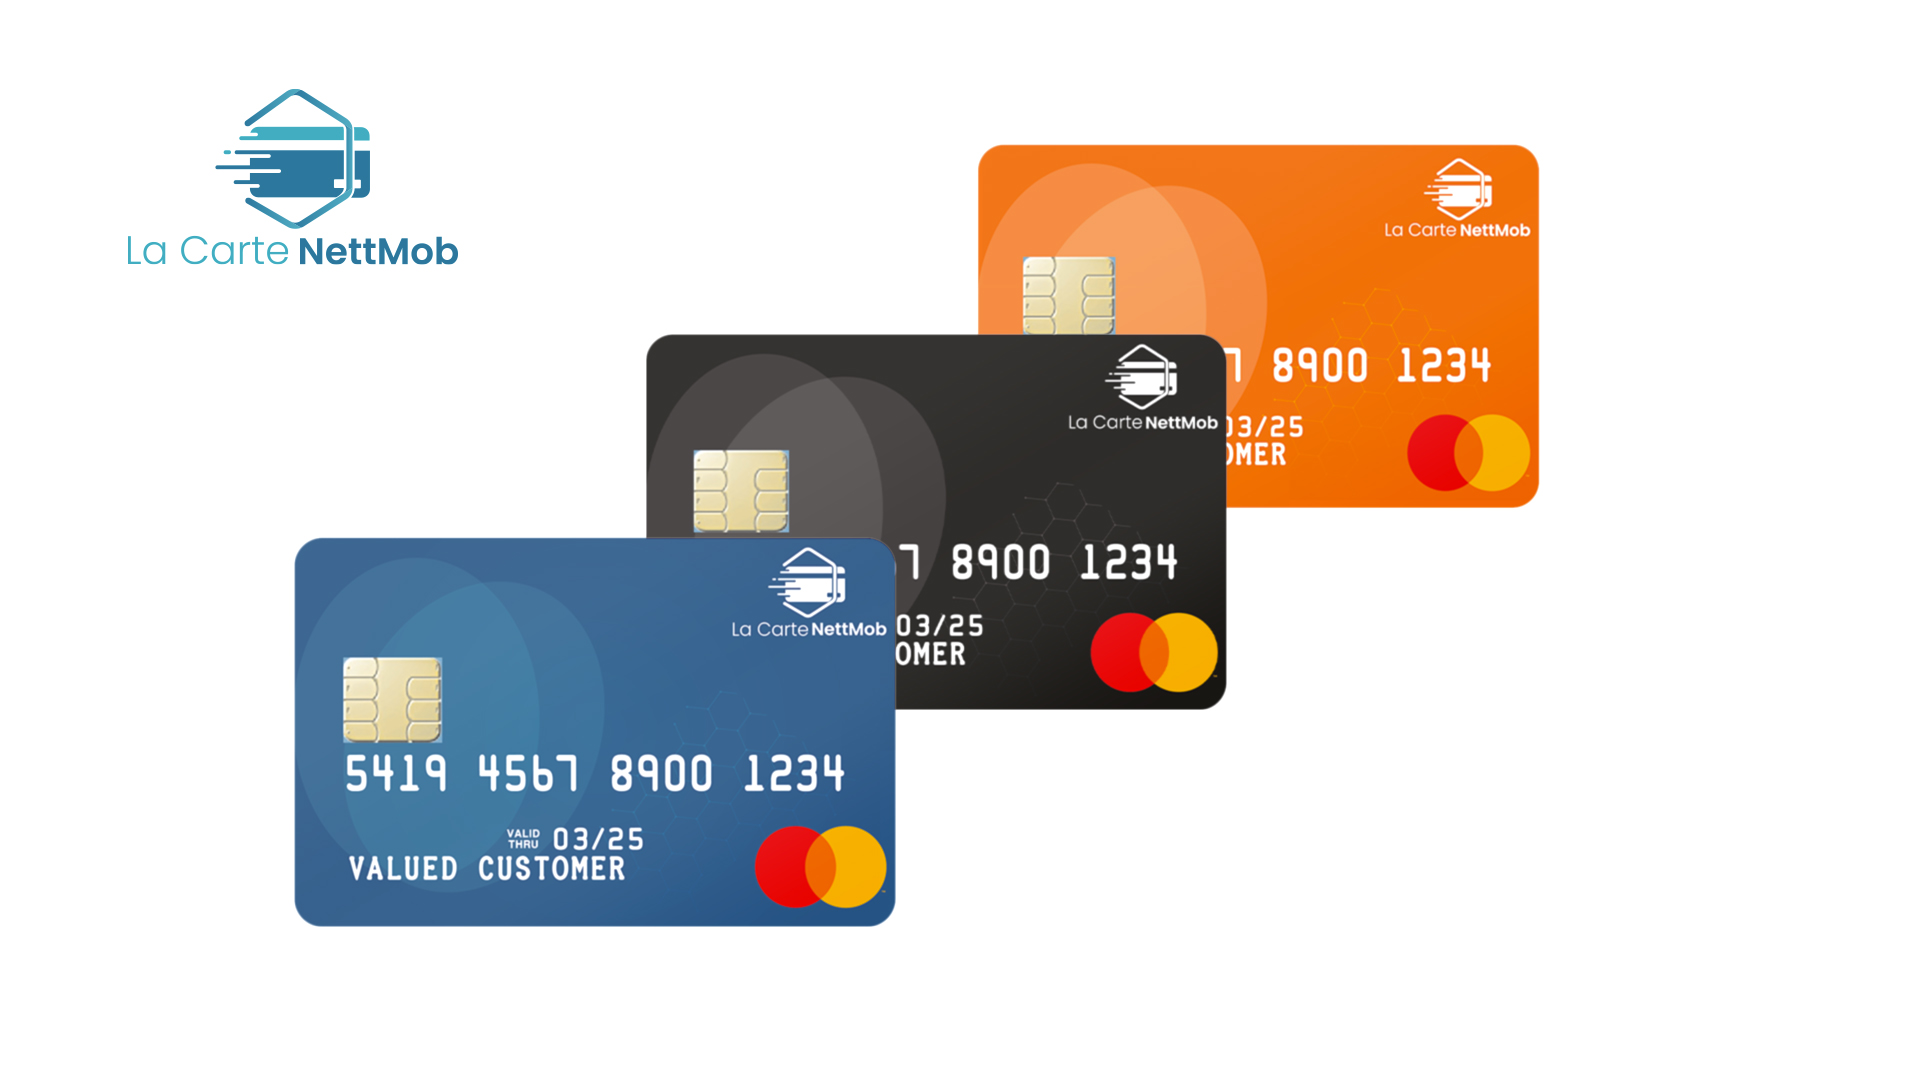 La Carte NettMob
La Carte NettMob
7 8900 1234
03/25
OMER
La Carte NettMob
7 8900 1234
03/25
OMER
La Carte NettMob
5419 4567 8900 1234
VALID
THRU 03/25
VALUED CUSTOMER